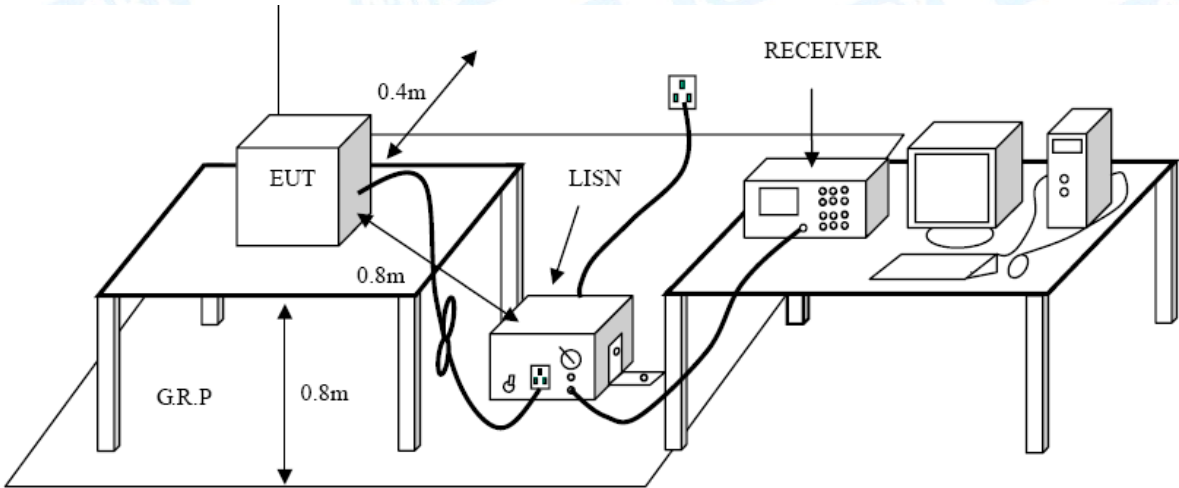 RECEIVER
0.4m
EUT
LISN
0.8m
G.R.P
0.8m